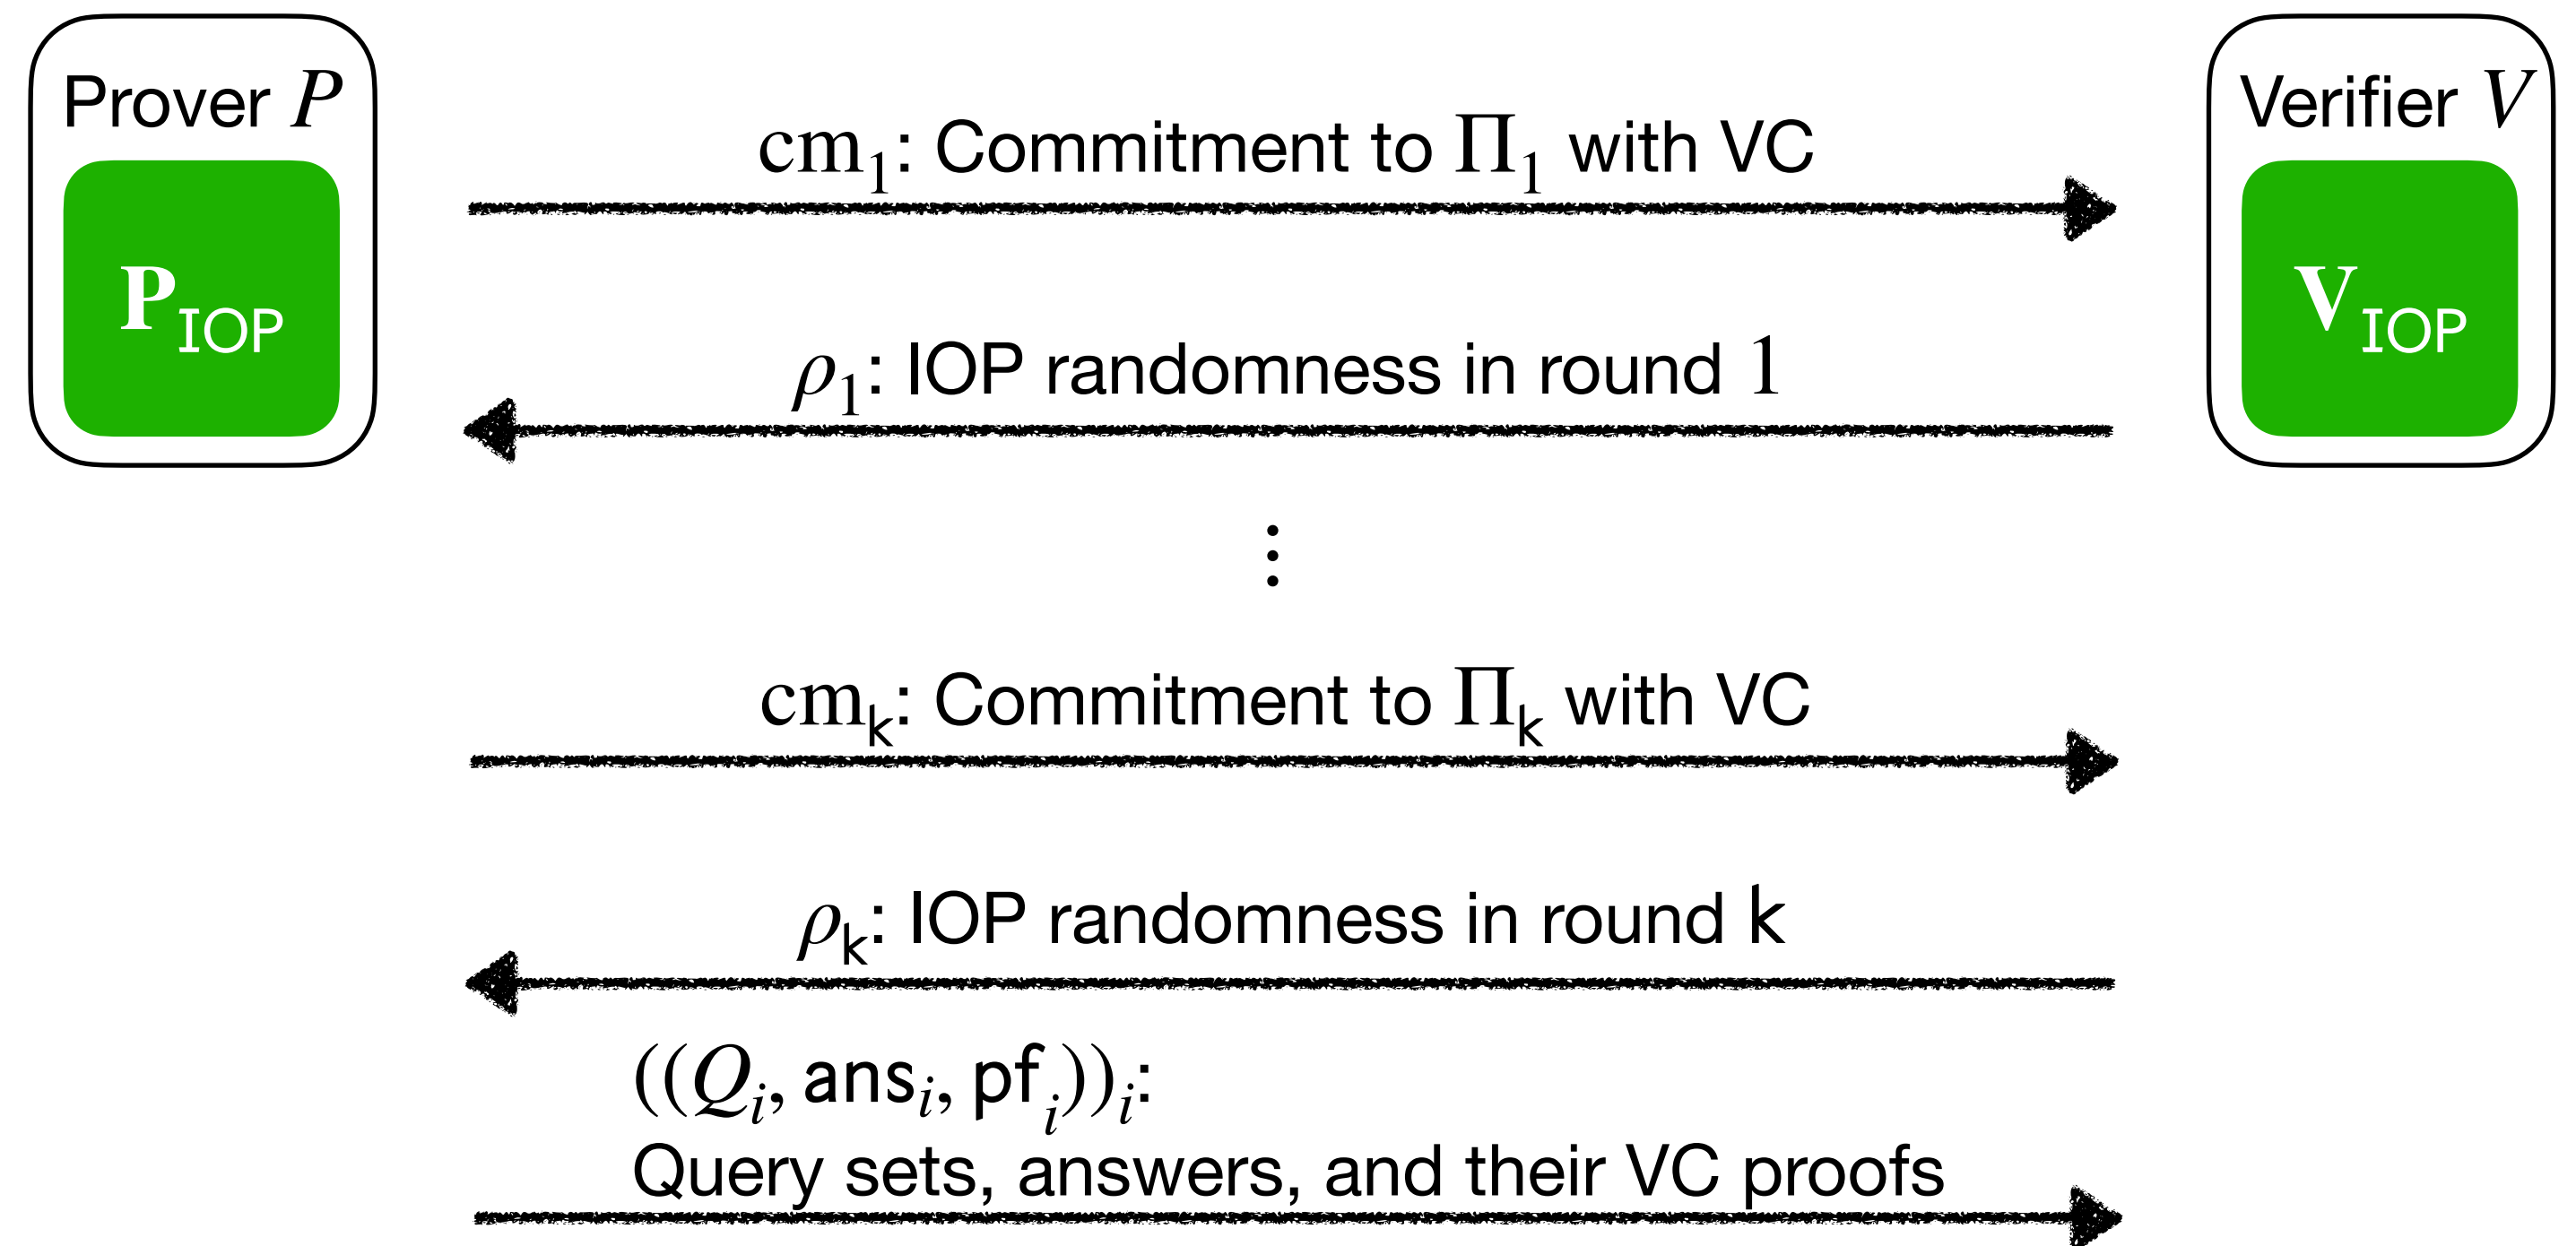 Prover P
Verifier V
P_IOP
V_IOP
cm_1: Commitment to Π_1 with VC
ρ_1: IOP randomness in round 1
⋮
cm_k: Commitment to Π_k with VC
ρ_k: IOP randomness in round k
((Q_i, ans_i, pf_i))_i:
Query sets, answers, and their VC proofs